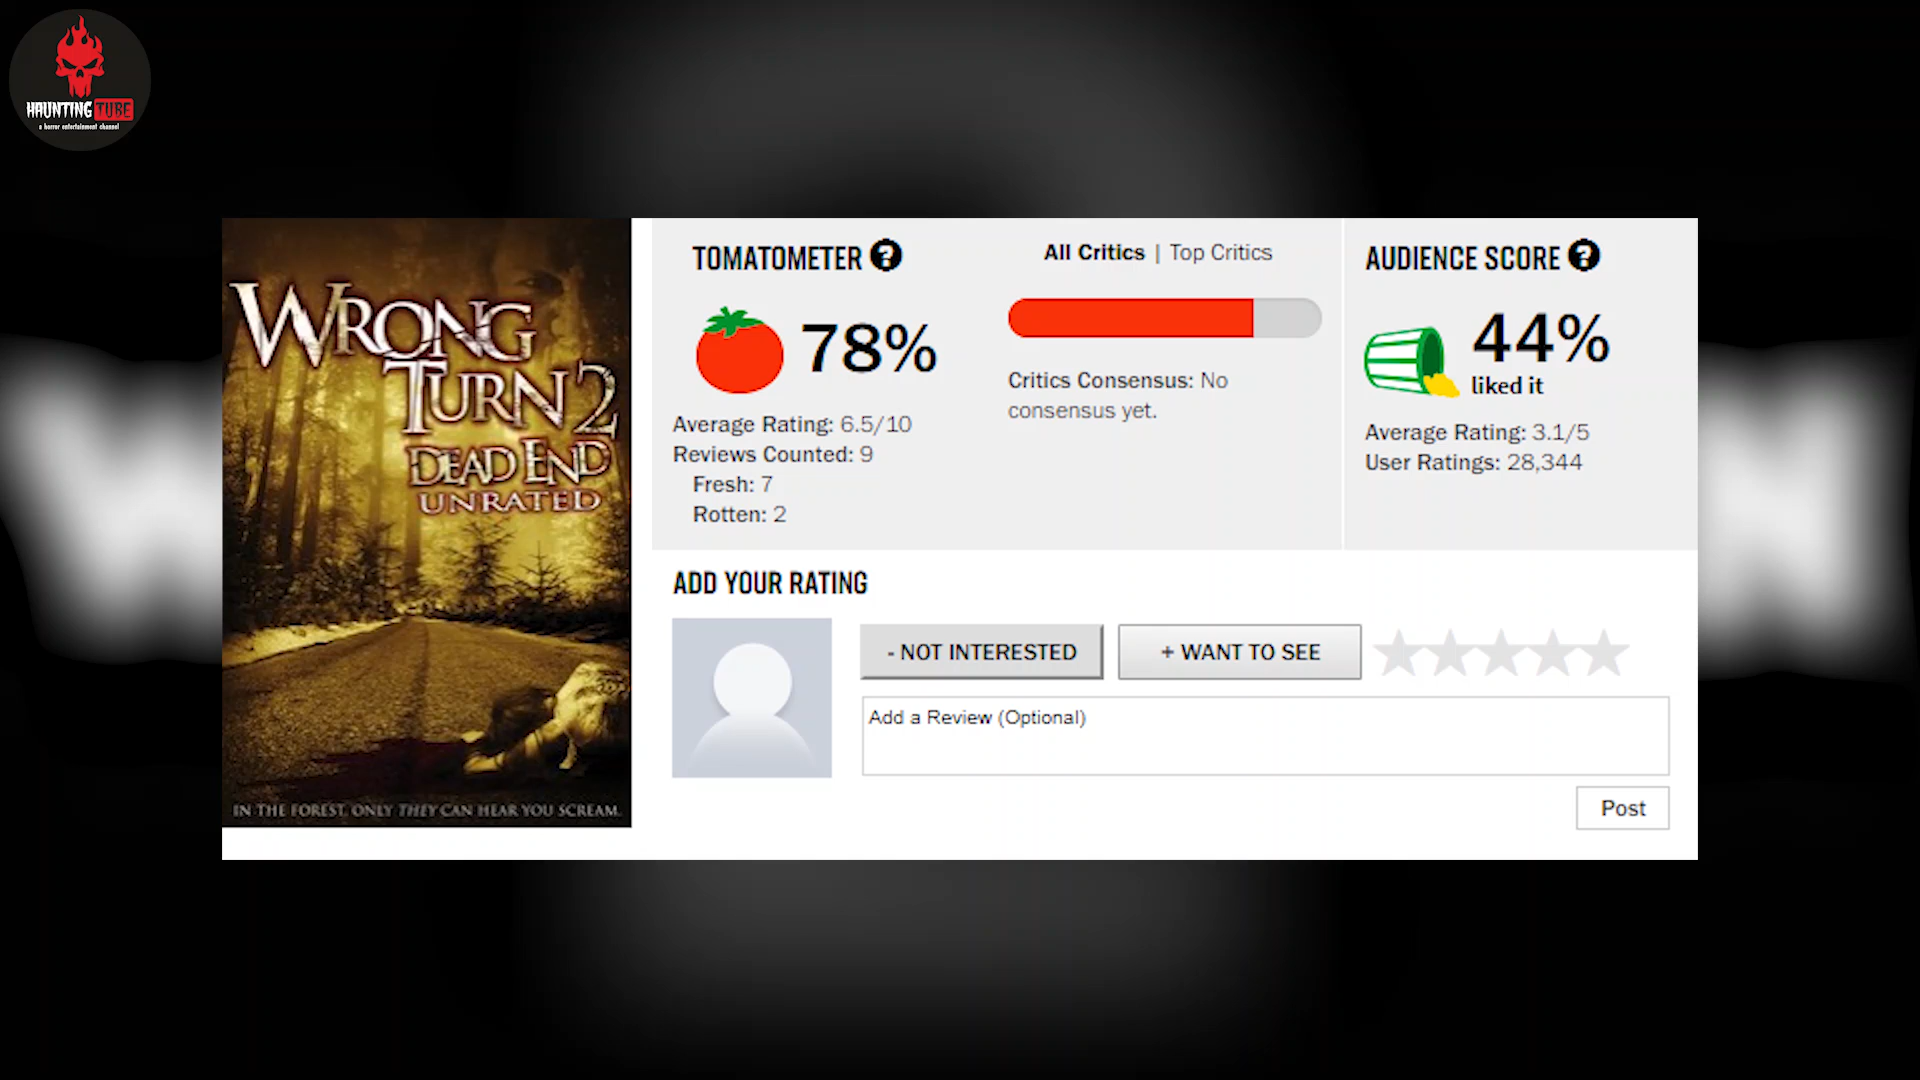 HAUNTING TUBE
a horror entertainment channel
WRONG
TURN 2
DEAD END
UNRATED
IN THE FOREST, ONLY THEY CAN HEAR YOU SCREAM.
TOMATOMETER ?
78%
Average Rating: 6.5/10
Reviews Counted: 9
Fresh: 7
Rotten: 2
All Critics | Top Critics
Critics Consensus: No
consensus yet.
AUDIENCE SCORE ?
44%
liked it
Average Rating: 3.1/5
User Ratings: 28,344
ADD YOUR RATING
- NOT INTERESTED
+ WANT TO SEE
Add a Review (Optional)
Post